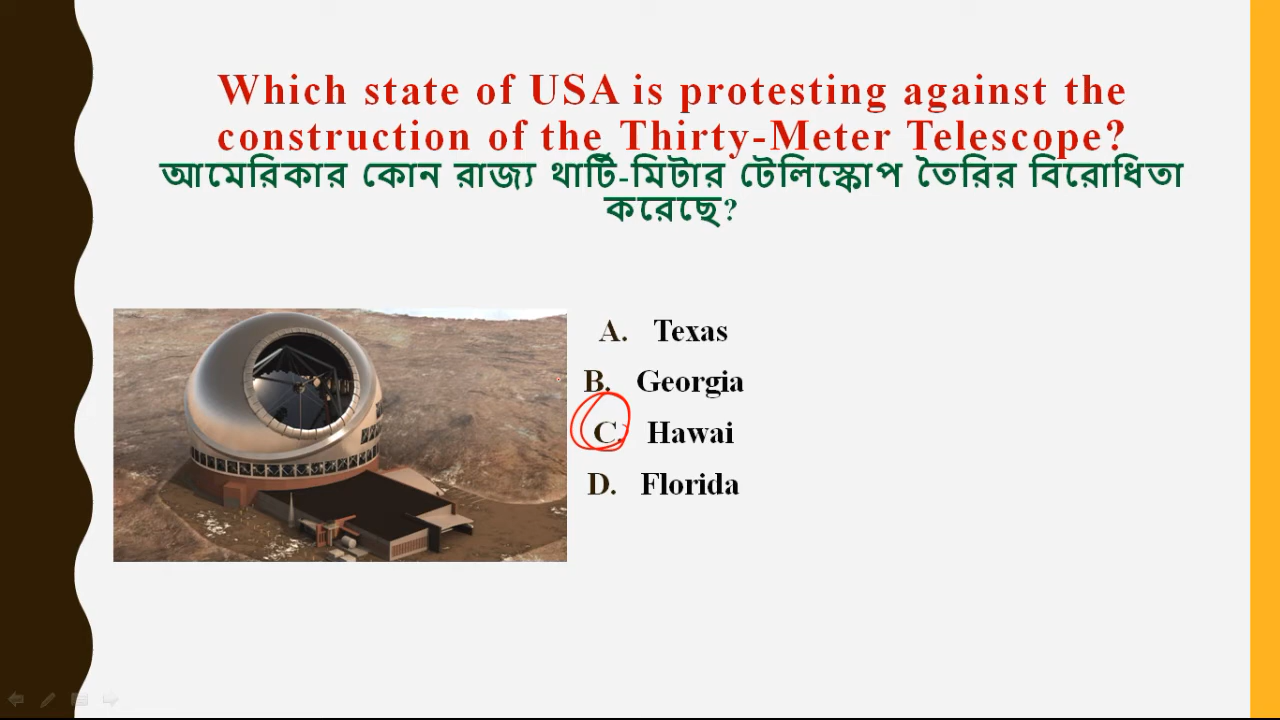 Which state of USA is protesting against the
construction of the Thirty-Meter Telescope?
আমেরিকার কোন রাজ্য থার্টি-মিটার টেলিস্কোপ তৈরির বিরোধিতা
করেছে?
A. Texas
B. Georgia
C. Hawai
D. Florida